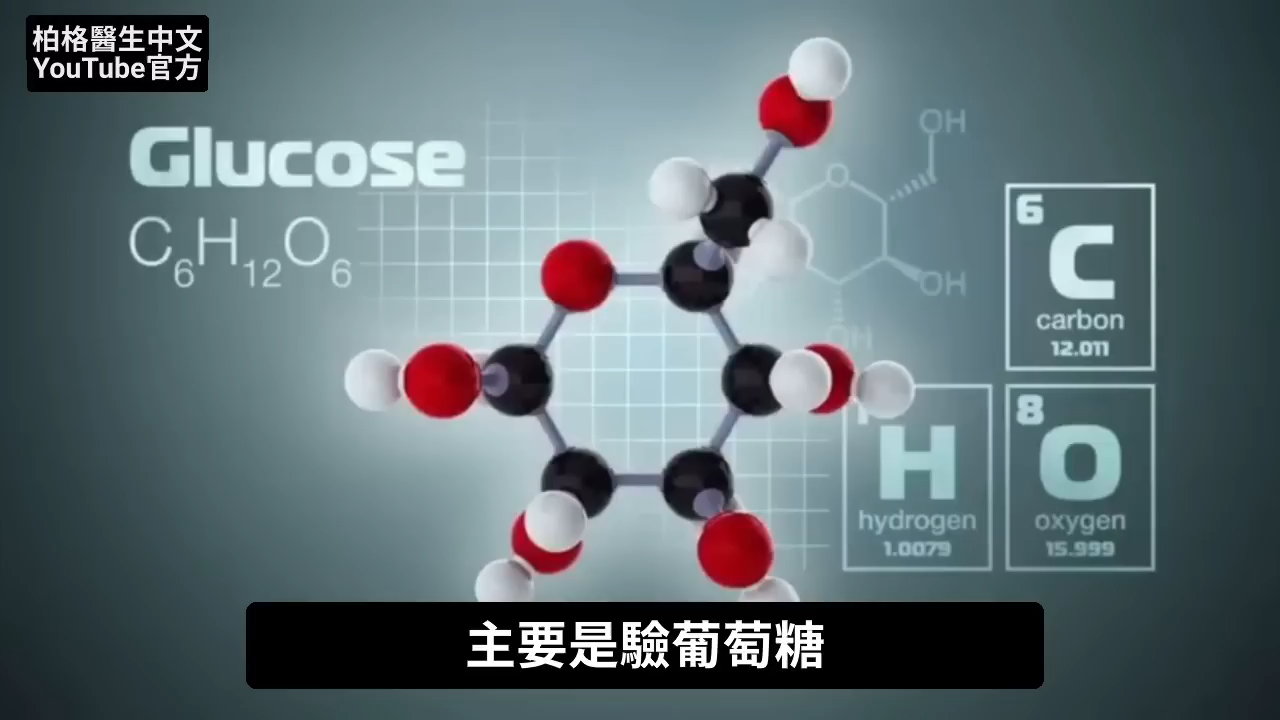 柏格醫生中文
YouTube官方
Glucose
C6H12O6
OH
OH
OH
6
C
carbon
12.011
1
H
hydrogen
1.0079
8
O
oxygen
15.999
主要是驗葡萄糖